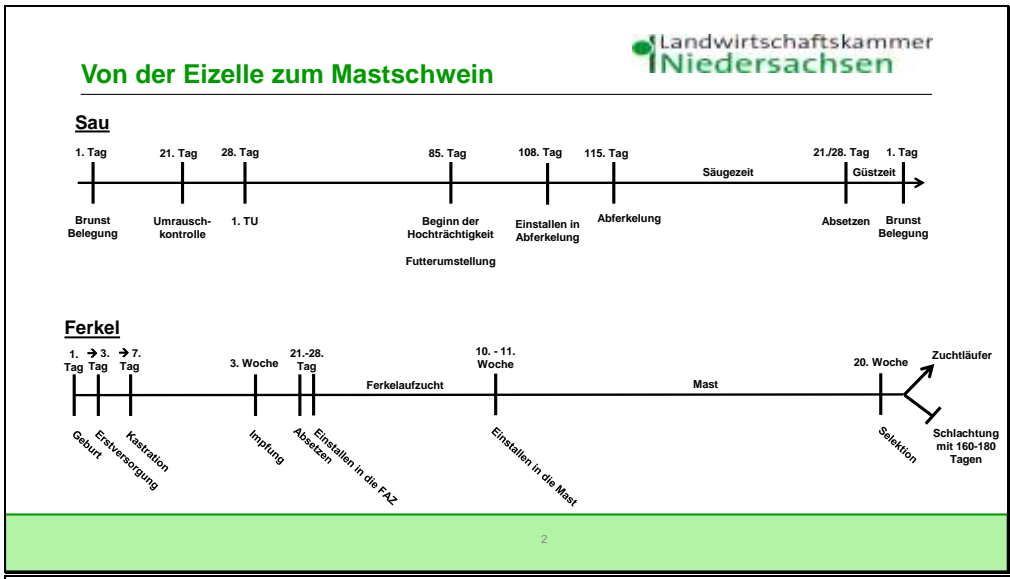 Landwirtschaftskammer
Niedersachsen
Von der Eizelle zum Mastschwein
Sau
1. Tag
21. Tag
28. Tag
85. Tag
108. Tag
115. Tag
Säugezeit
21./28. Tag
Güstzeit
1. Tag
Brunst
Belegung
Umrausch-
kontrolle
1. TU
Beginn der
Hochträchtigkeit
Futterumstellung
Einstallen in
Abferkelung
Abferkelung
Absetzen
Brunst
Belegung
Ferkel
1.
Tag
→ 3.
Tag
→ 7.
Tag
3. Woche
21.-28.
Tag
Ferkelaufzucht
10. - 11.
Woche
Mast
20. Woche
Zuchtläufer
Geburt
Erstversorgung
Kastration
Impfung
Absetzen
Einstallen in die FAZ
Einstallen in die Mast
Selektion
Schlachtung
mit 160-180
Tagen
2